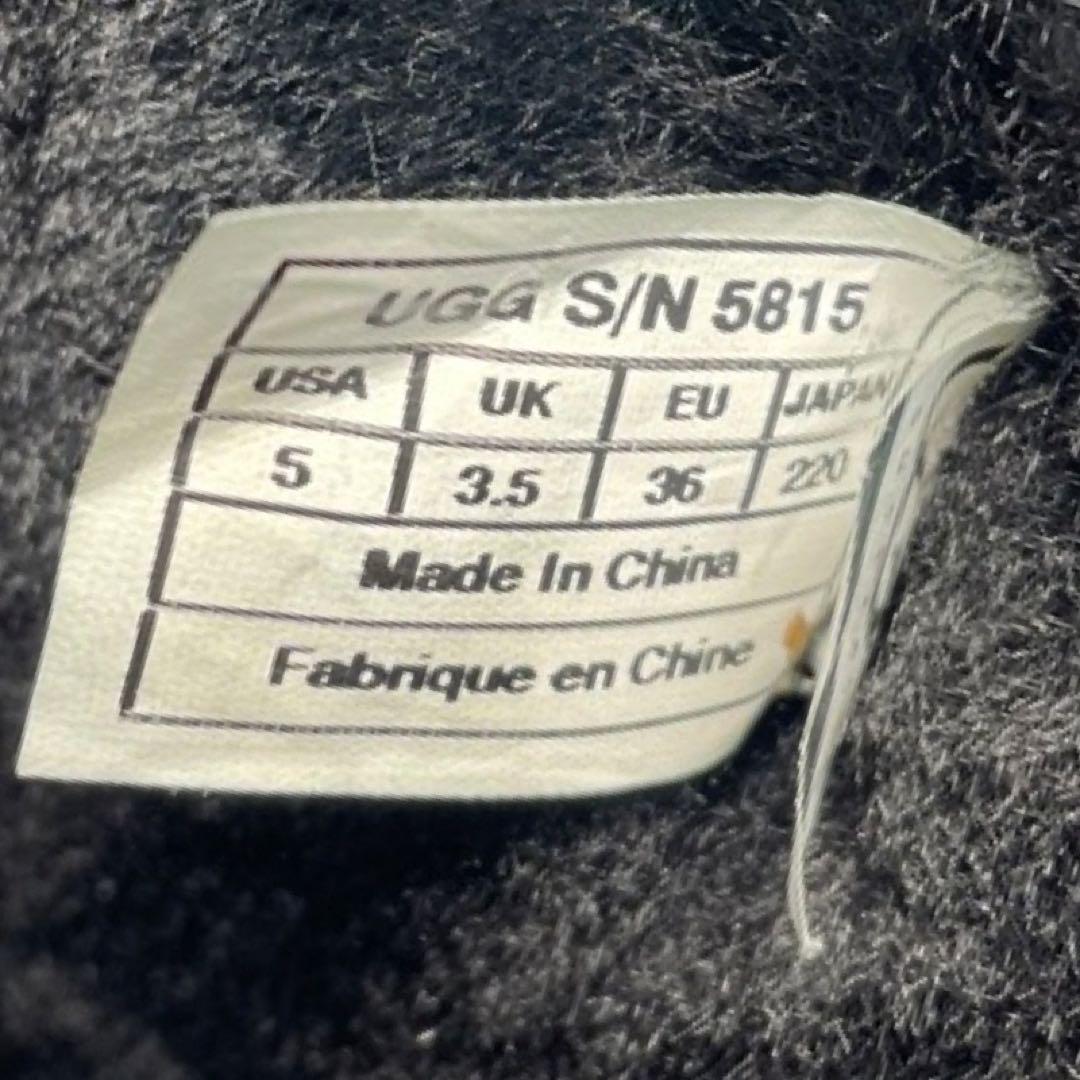 UGG S/N 5815
USA UK EU JAPAN
5 3.5 36 220
Made In China
Fabrique en Chine